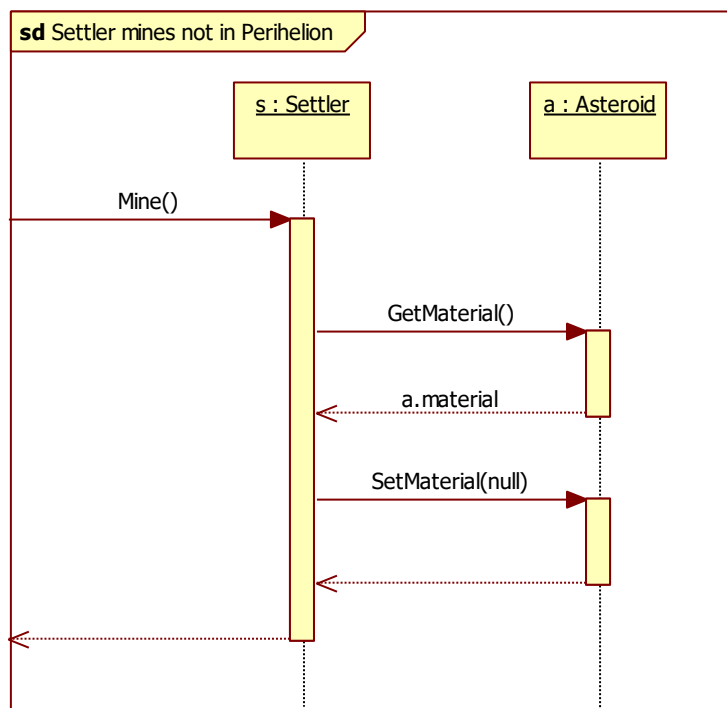 sd Settler mines not in Perihelion
s : Settler
a : Asteroid
Mine()
GetMaterial()
a.material
SetMaterial(null)